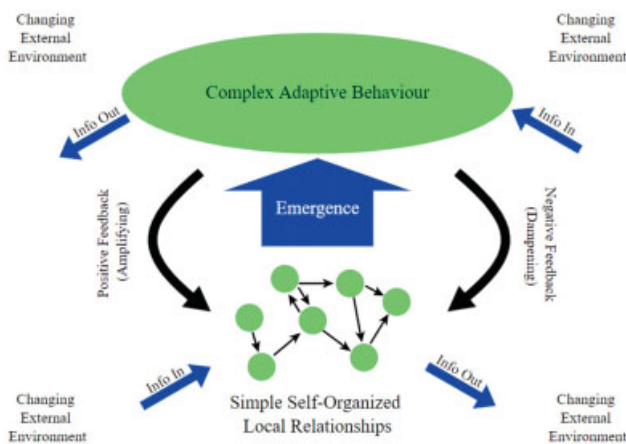 Changing
External
Environment
Changing
External
Environment
Complex Adaptive Behaviour
Info Out
Info In
Emergence
Positive Feedback
(Amplifying)
Negative Feedback
(Dampening)
Info In
Info Out
Simple Self-Organized
Local Relationships
Changing
External
Environment
Changing
External
Environment